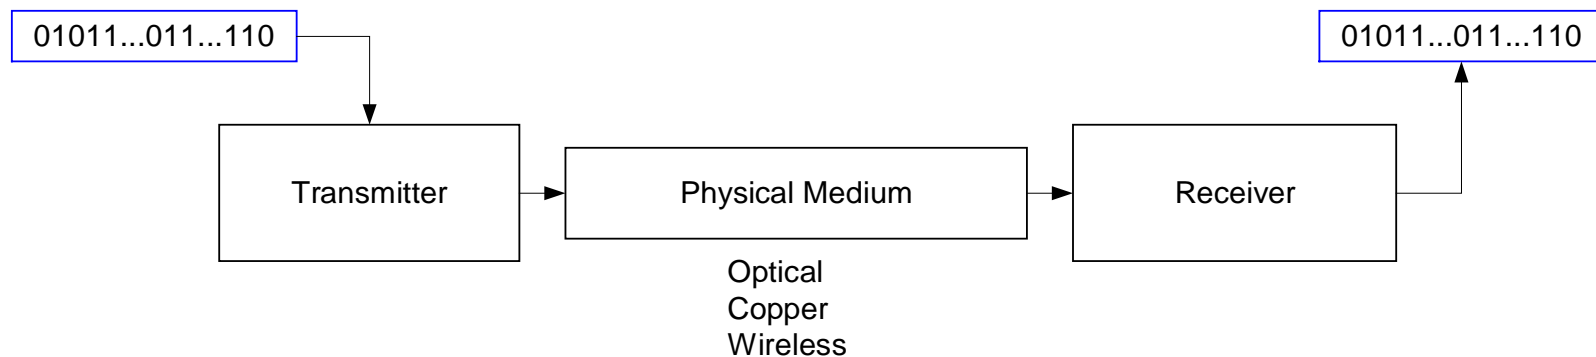 01011...011...110
01011...011...110
Transmitter
Physical Medium
Receiver
Optical
Copper
Wireless